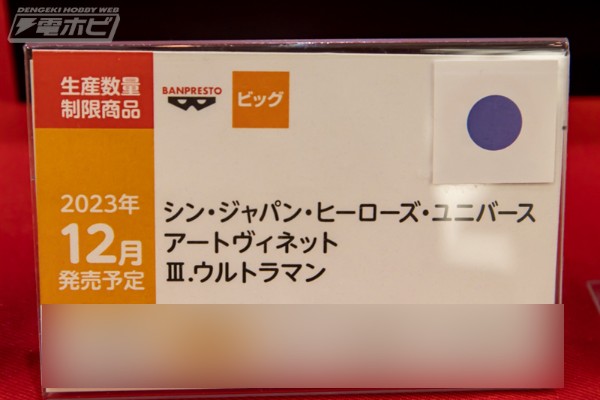 DENGEKI HOBBY WEB
電ホビ
生産数量
制限商品
BANPRESTO
ビッグ
2023年
12月
発売予定
シン・ジャパン・ヒーローズ・ユニバース
アートヴィネット
Ⅲ.ウルトラマン